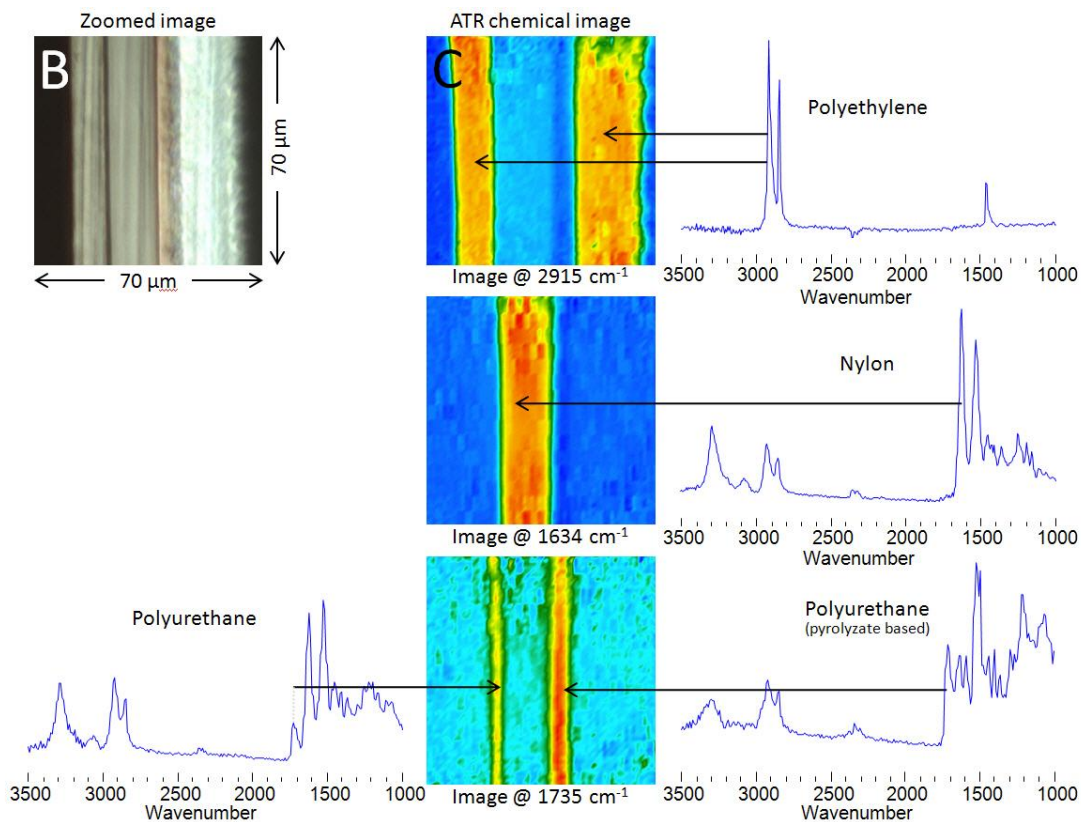 Zoomed image
B
70 µm
70 µm
ATR chemical image
C
Image @ 2915 cm⁻¹
Polyethylene
3500 3000 2500 2000 1500 1000
Wavenumber
Image @ 1634 cm⁻¹
Nylon
3500 3000 2500 2000 1500 1000
Wavenumber
Polyurethane
3500 3000 2500 2000 1500 1000
Wavenumber
Image @ 1735 cm⁻¹
Polyurethane
(pyrolyzate based)
3500 3000 2500 2000 1500 1000
Wavenumber